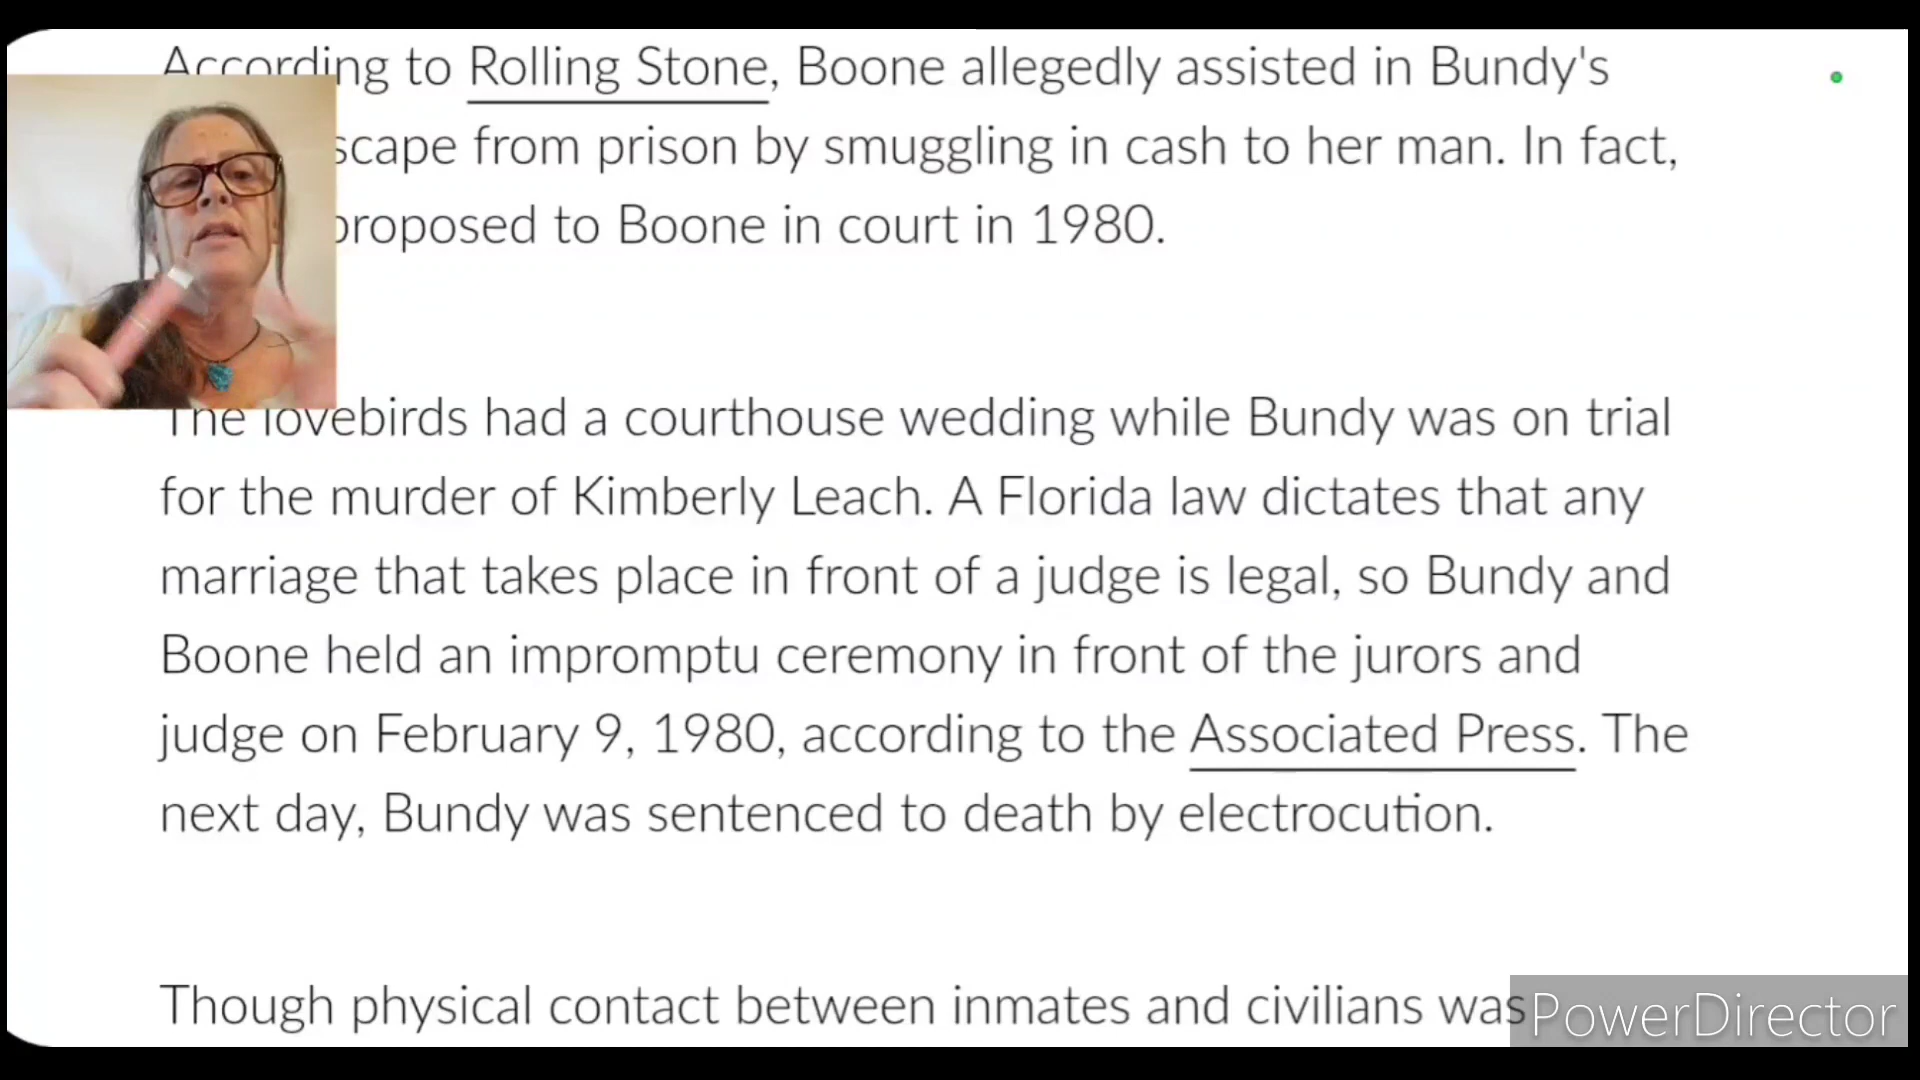 According to Rolling Stone, Boone allegedly assisted in Bundy's
scape from prison by smuggling in cash to her man. In fact,
proposed to Boone in court in 1980.
The lovebirds had a courthouse wedding while Bundy was on trial
for the murder of Kimberly Leach. A Florida law dictates that any
marriage that takes place in front of a judge is legal, so Bundy and
Boone held an impromptu ceremony in front of the jurors and
judge on February 9, 1980, according to the Associated Press. The
next day, Bundy was sentenced to death by electrocution.
Though physical contact between inmates and civilians was
PowerDirector